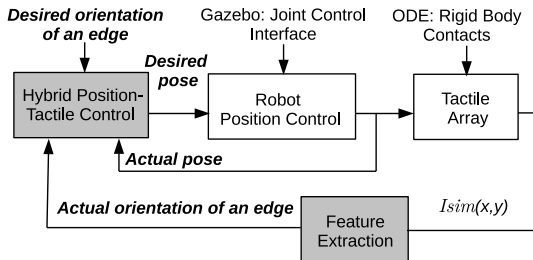 Desired orientation
of an edge
Gazebo: Joint Control
Interface
ODE: Rigid Body
Contacts
Desired
pose
Hybrid Position-
Tactile Control
Robot
Position Control
Tactile
Array
Actual pose
Actual orientation of an edge
Feature
Extraction
Isim(x,y)